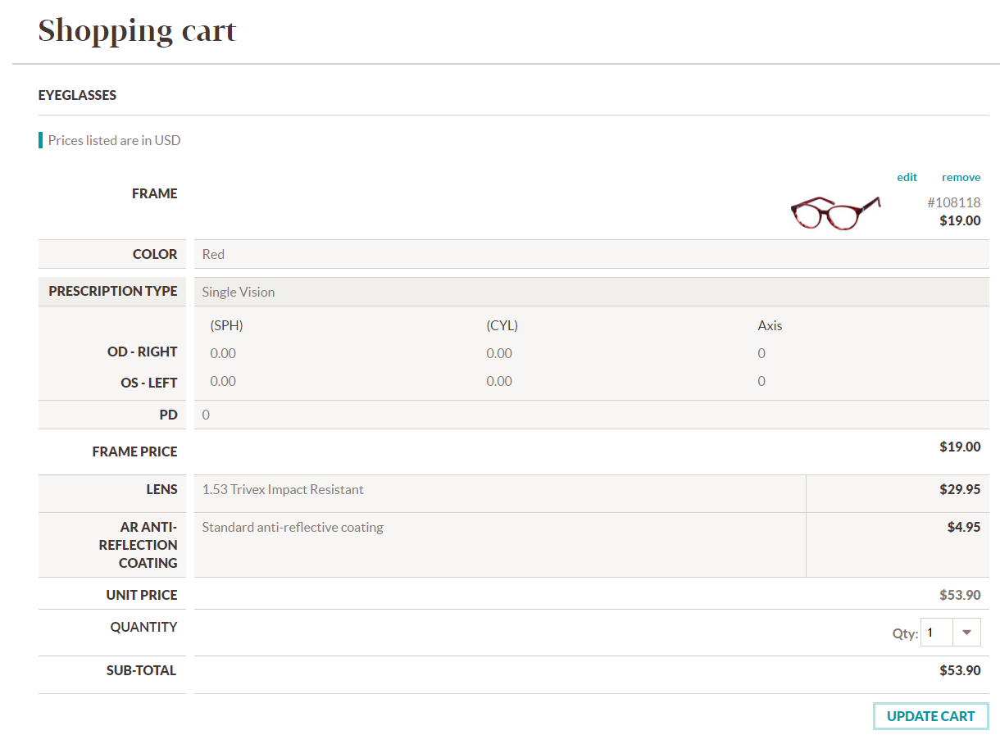 Shopping cart
EYEGLASSES
Prices listed are in USD
edit remove
FRAME
#108118
$19.00
COLOR Red
PRESCRIPTION TYPE Single Vision
(SPH) (CYL) Axis
OD - RIGHT 0.00 0.00 0
OS - LEFT 0.00 0.00 0
PD 0
FRAME PRICE $19.00
LENS 1.53 Trivex Impact Resistant $29.95
AR ANTI- Standard anti-reflective coating $4.95
REFLECTION
COATING
UNIT PRICE $53.90
QUANTITY Qty: 1
SUB-TOTAL $53.90
UPDATE CART